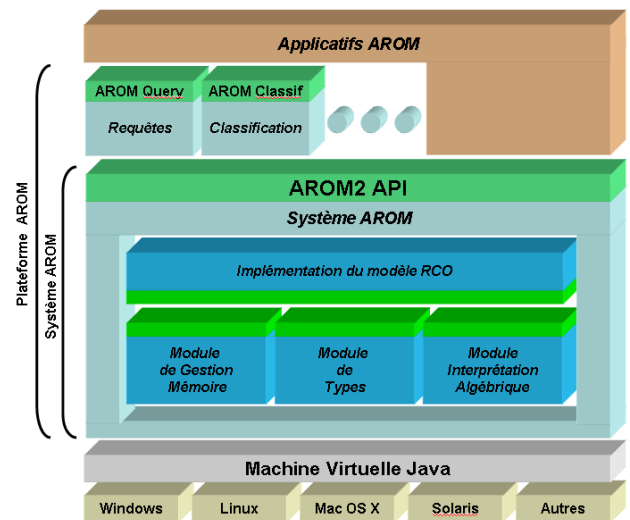 Applicatifs AROM
AROM Query
AROM Classif
Requêtes
Classification
Plateforme AROM
Système AROM
AROM2 API
Système AROM
Implémentation du modèle RCO
Module
de Gestion
Mémoire
Module
de
Types
Module
Interprétation
Algébrique
Machine Virtuelle Java
Windows
Linux
Mac OS X
Solaris
Autres